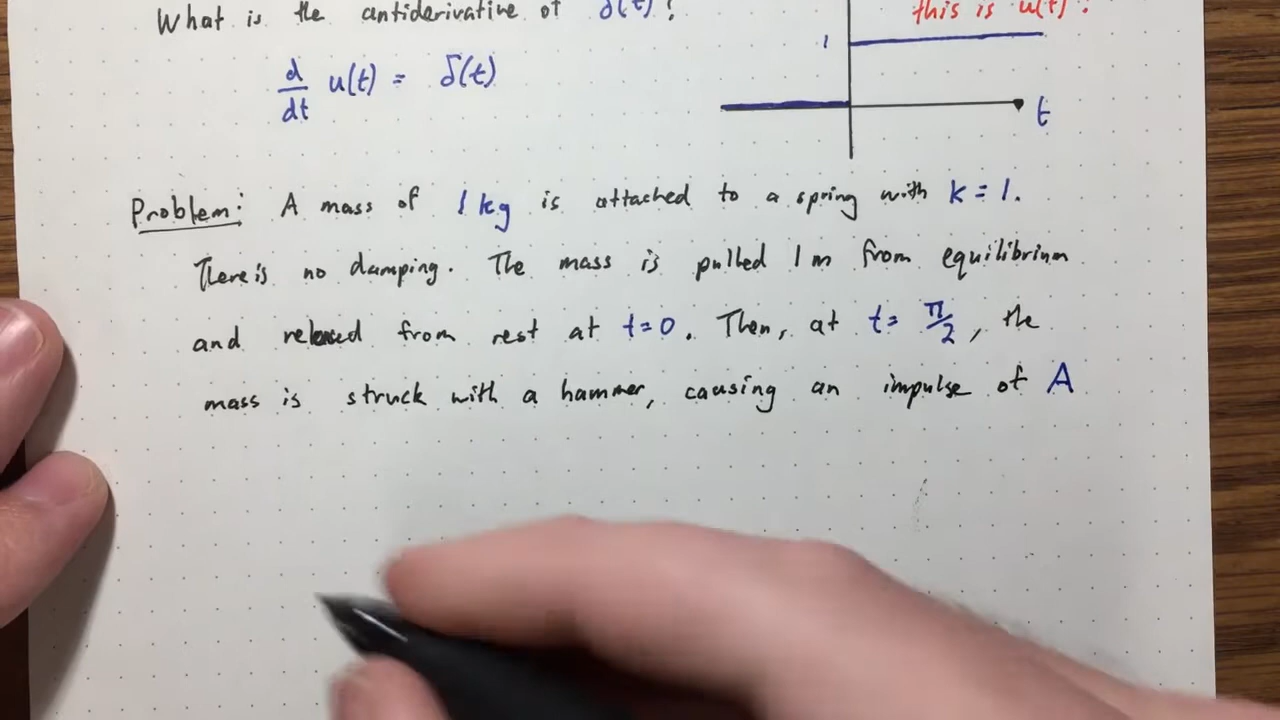 What is the antiderivative of δ(t)?
this is u(t)!
1
d/dt u(t) = δ(t)
t
Problem: A mass of 1 kg is attached to a spring with k = 1.
There is no damping. The mass is pulled 1 m from equilibrium
and released from rest at t=0. Then, at t= π/2, the
mass is struck with a hammer, causing an impulse of A